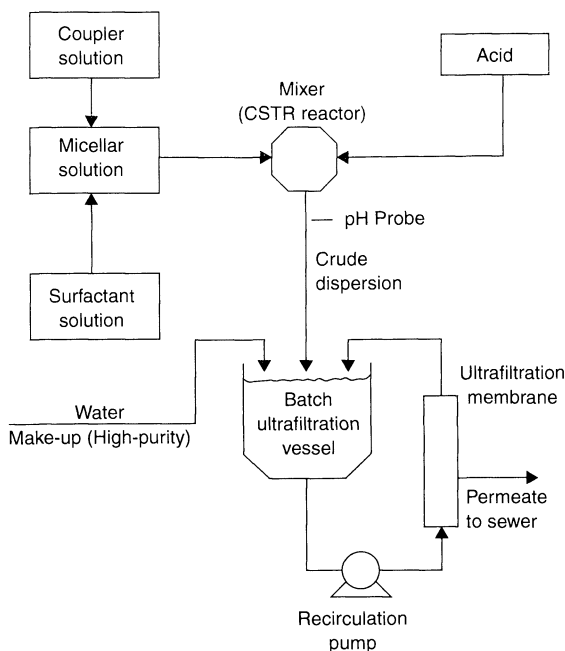 Coupler
solution
Acid
Mixer
(CSTR reactor)
Micellar
solution
pH Probe
Crude
dispersion
Surfactant
solution
Ultrafiltration
membrane
Batch
ultrafiltration
vessel
Water
Make-up (High-purity)
Permeate
to sewer
Recirculation
pump